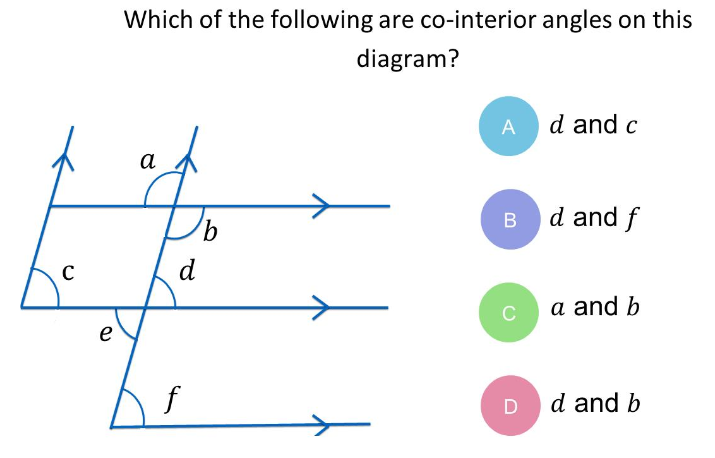 Which of the following are co-interior angles on this
diagram?
A d and c
a
B d and f
b
c
d
C a and b
e
f
D d and b